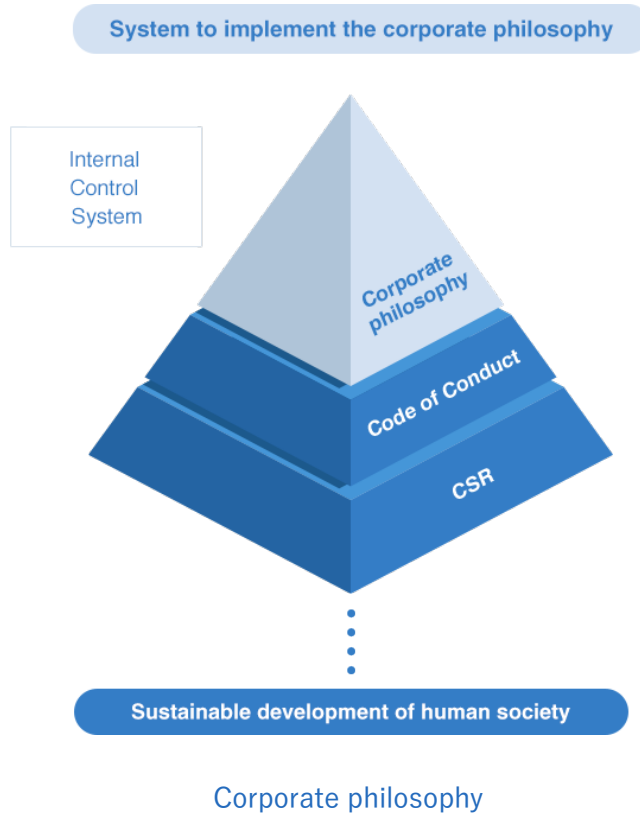 System to implement the corporate philosophy
Internal
Control
System
Corporate
philosophy
Code of Conduct
CSR
Sustainable development of human society
Corporate philosophy